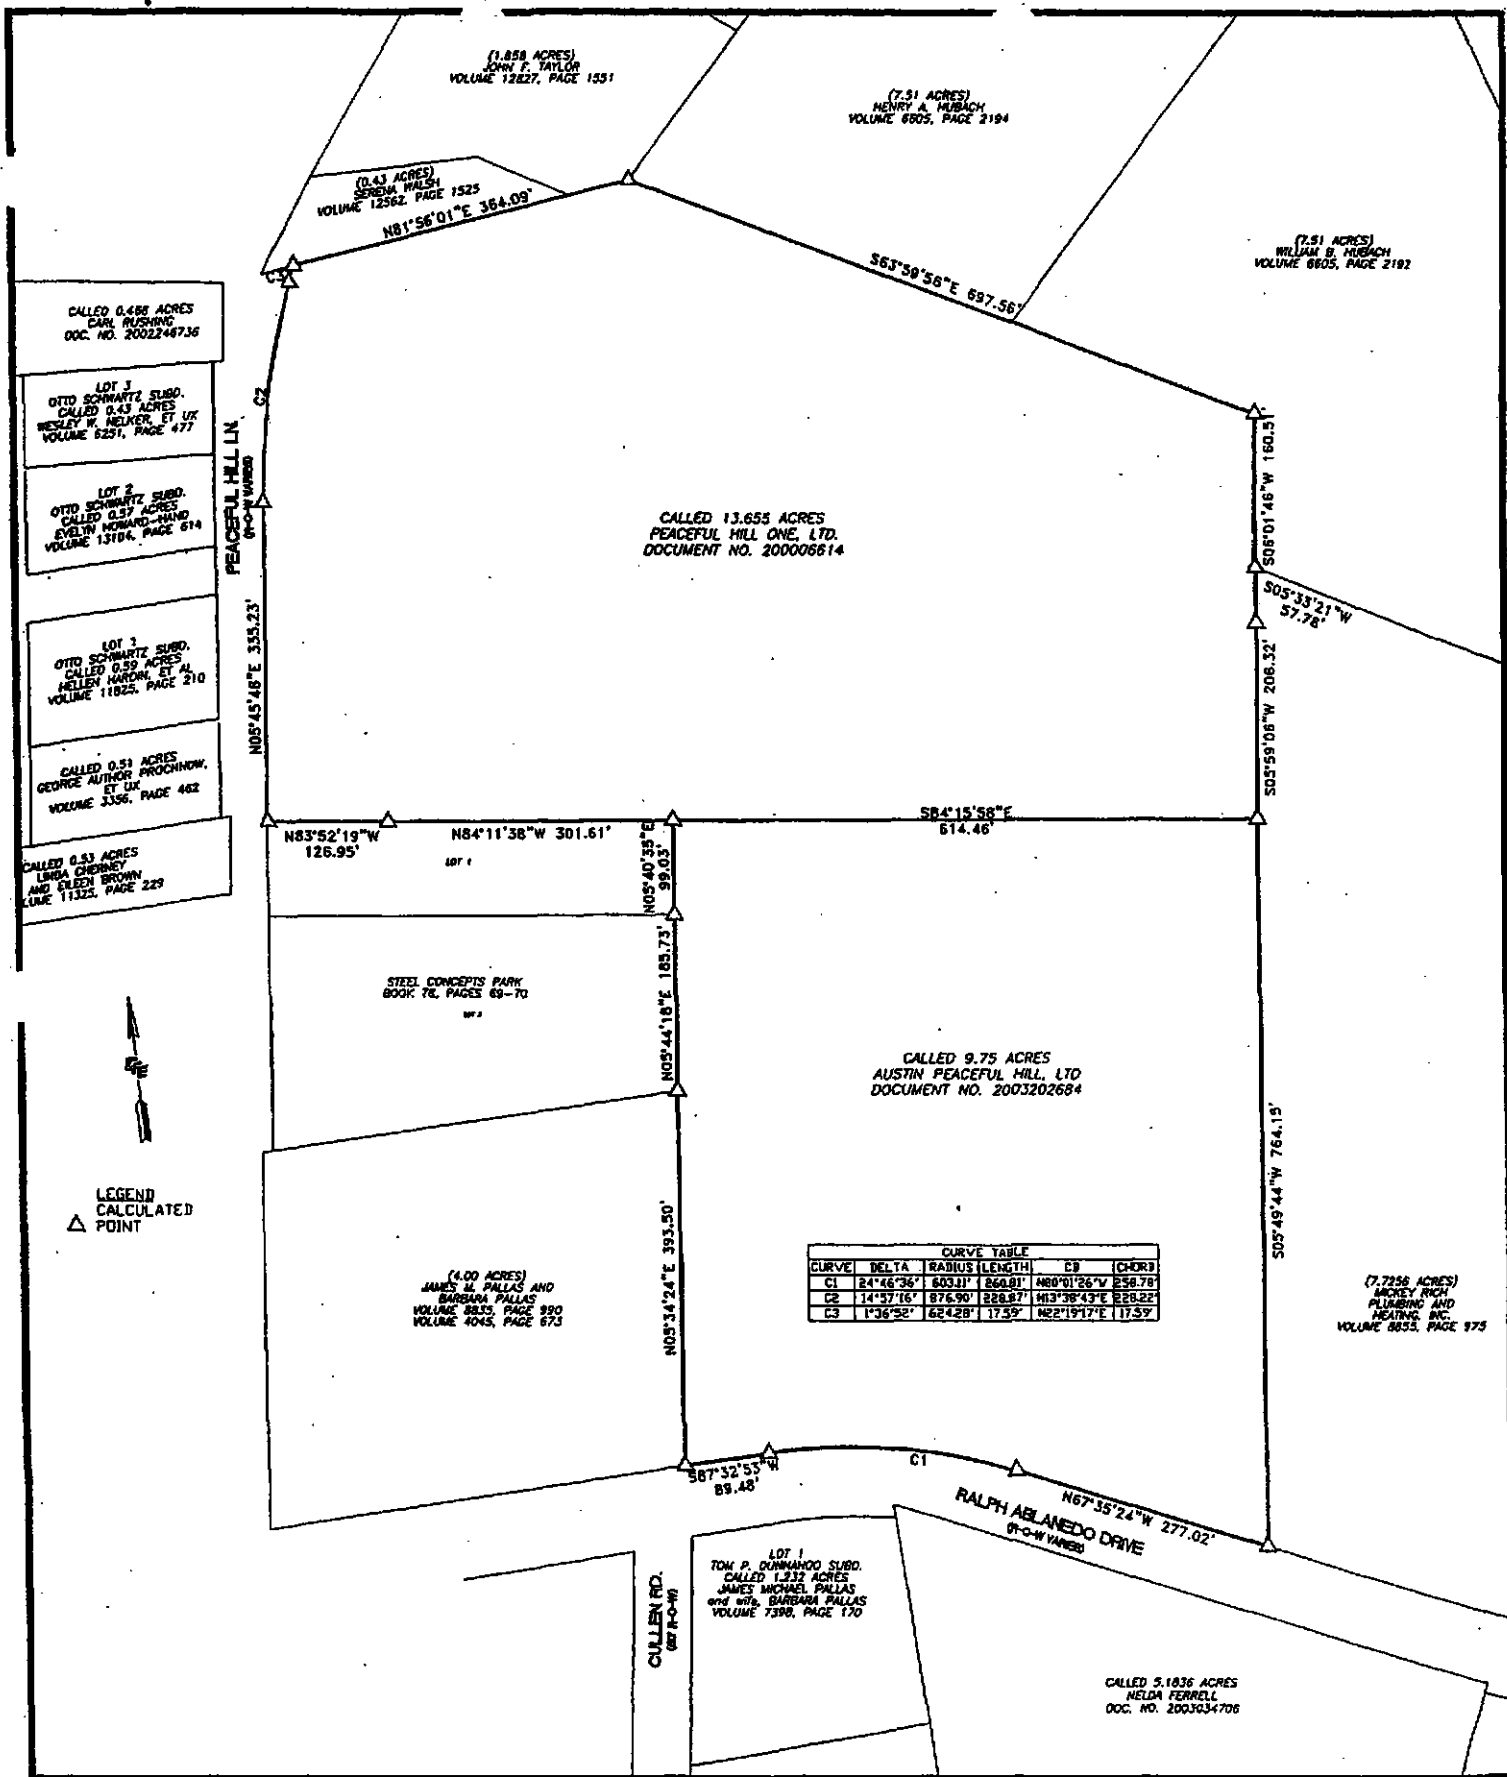 (1.858 ACRES)
JOHN F. TAYLOR
VOLUME 12827, PAGE 1551
(7.51 ACRES)
HENRY A. HUBACH
VOLUME 6605, PAGE 2194
(0.43 ACRES)
SERENA WALSH
VOLUME 12562, PAGE 1525
N81°56'01"E 364.09'
(7.51 ACRES)
WILLIAM B. HUBACH
VOLUME 6605, PAGE 2192
S63°59'56"E 697.56'
C3
CALLED 0.466 ACRES
CARL RUSHING
DOC. NO. 2002246736
LOT 3
OTTO SCHWARTZ SUBD.
CALLED 0.43 ACRES
WESLEY W. MELKER, ET UX
VOLUME 6251, PAGE 477
C2
PEACEFUL HILL LN.
(R-O-W VARIES)
S06°01'46"W 160.51'
LOT 2
OTTO SCHWARTZ SUBD.
CALLED 0.57 ACRES
EVELYN HOWARD-HAND
VOLUME 13104, PAGE 614
CALLED 13.655 ACRES
PEACEFUL HILL ONE, LTD.
DOCUMENT NO. 200006614
S05°33'21"W
57.78'
LOT 1
OTTO SCHWARTZ SUBD.
CALLED 0.59 ACRES
HELLEN HARDIN, ET AL
VOLUME 11825, PAGE 210
N05°45'46"E 335.23'
S05°59'06"W 206.32'
CALLED 0.51 ACRES
GEORGE AUTHOR PROCHNOW,
ET UX
VOLUME 3356, PAGE 462
N83°52'19"W
126.95'
N84°11'38"W 301.61'
S84°15'58"E
614.46'
LOT 1
N05°40'35"E
99.03'
CALLED 0.53 ACRES
LINDA CHERNEY
AND EILEEN BROWN
LUME 11325, PAGE 229
STEEL CONCEPTS PARK
BOOK 78, PAGES 69-70
LOT 2
N05°44'18"E 185.73'
CALLED 9.75 ACRES
AUSTIN PEACEFUL HILL, LTD
DOCUMENT NO. 2003202684
S05°49'44"W 764.15'
LEGEND
CALCULATED
POINT
N05°34'24"E 393.50'
CURVE TABLE
CURVE DELTA RADIUS LENGTH CB CHORD
C1 24°46'36" 603.11' 260.81' N80°01'26"W 258.78'
C2 14°57'16" 876.90' 228.87' N13°38'43"E 228.22'
C3 1°36'52" 624.28' 17.59' N22°19'17"E 17.59'
(4.00 ACRES)
JAMES M. PALLAS AND
BARBARA PALLAS
VOLUME 8835, PAGE 990
VOLUME 4045, PAGE 673
(7.7256 ACRES)
MICKEY RICH
PLUMBING AND
HEATING, INC.
VOLUME 8855, PAGE 975
S87°32'53"W
89.48'
C1
N67°35'24"W 277.02'
RALPH ABLANEDO DRIVE
(R-O-W VARIES)
LOT 1
TOM P. DUNNAHOO SUBD.
CALLED 1.232 ACRES
JAMES MICHAEL PALLAS
and wife, BARBARA PALLAS
VOLUME 7398, PAGE 170
CULLEN RD.
CALLED 5.1836 ACRES
NELDA FERRELL
DOC. NO. 2003034706